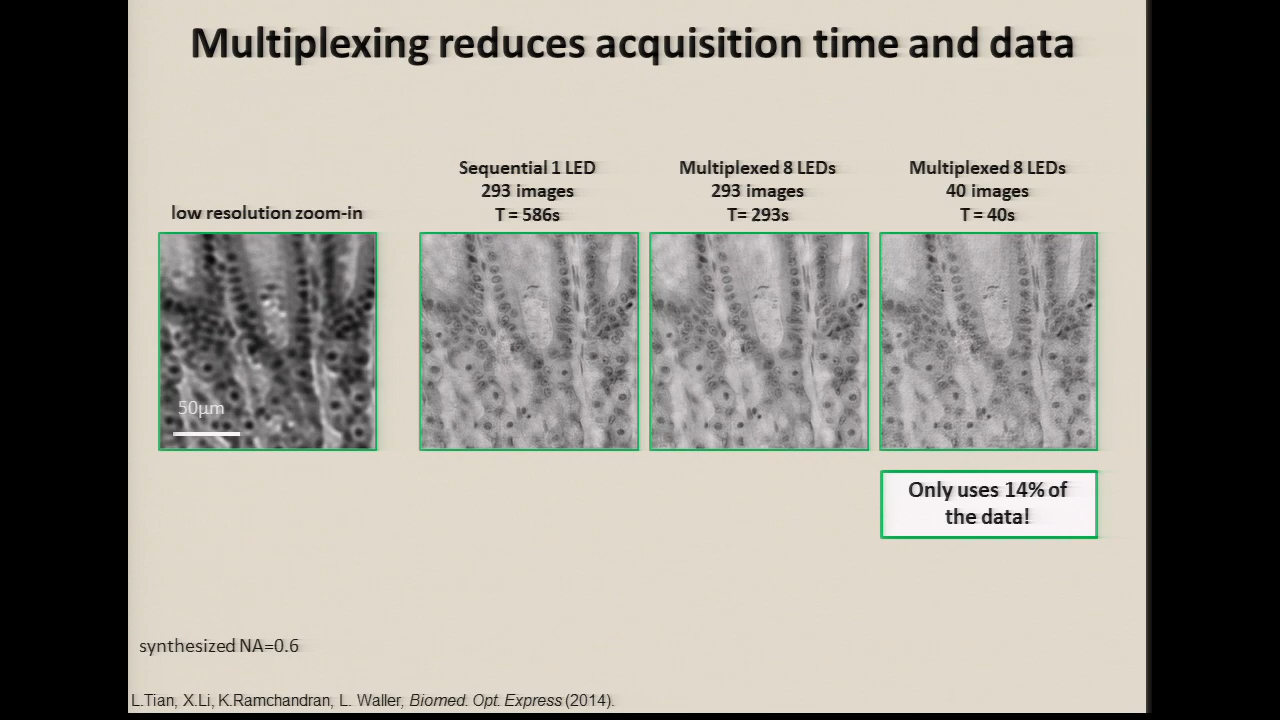 Multiplexing reduces acquisition time and data
low resolution zoom-in
Sequential 1 LED
293 images
T = 586s
Multiplexed 8 LEDs
293 images
T= 293s
Multiplexed 8 LEDs
40 images
T = 40s
50μm
Only uses 14% of
the data!
synthesized NA=0.6
L.Tian, X.Li, K.Ramchandran, L. Waller, Biomed. Opt. Express (2014).